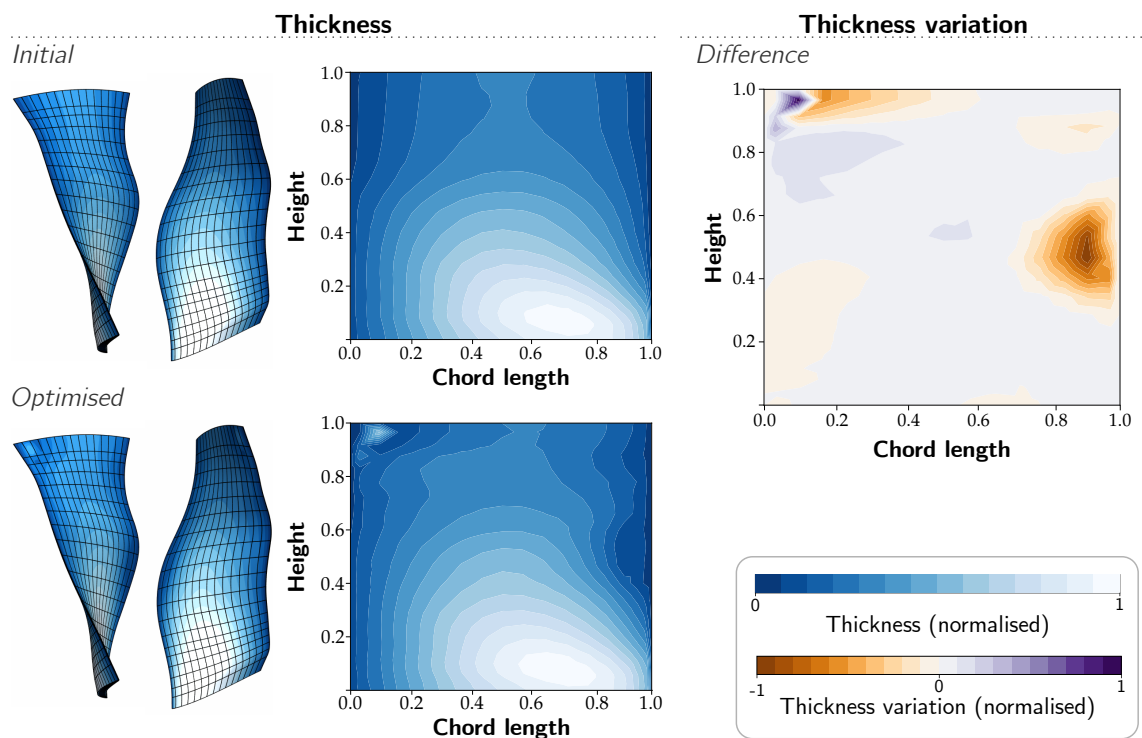 Thickness
Initial
1.0
0.8
0.6
0.4
0.2
Height
0.0
0.2
0.4
0.6
0.8
1.0
Chord length
Optimised
1.0
0.8
0.6
0.4
0.2
Height
0.0
0.2
0.4
0.6
0.8
1.0
Chord length
Thickness variation
Difference
1.0
0.8
0.6
0.4
0.2
Height
0.0
0.2
0.4
0.6
0.8
1.0
Chord length
0
1
Thickness (normalised)
-1
0
1
Thickness variation (normalised)